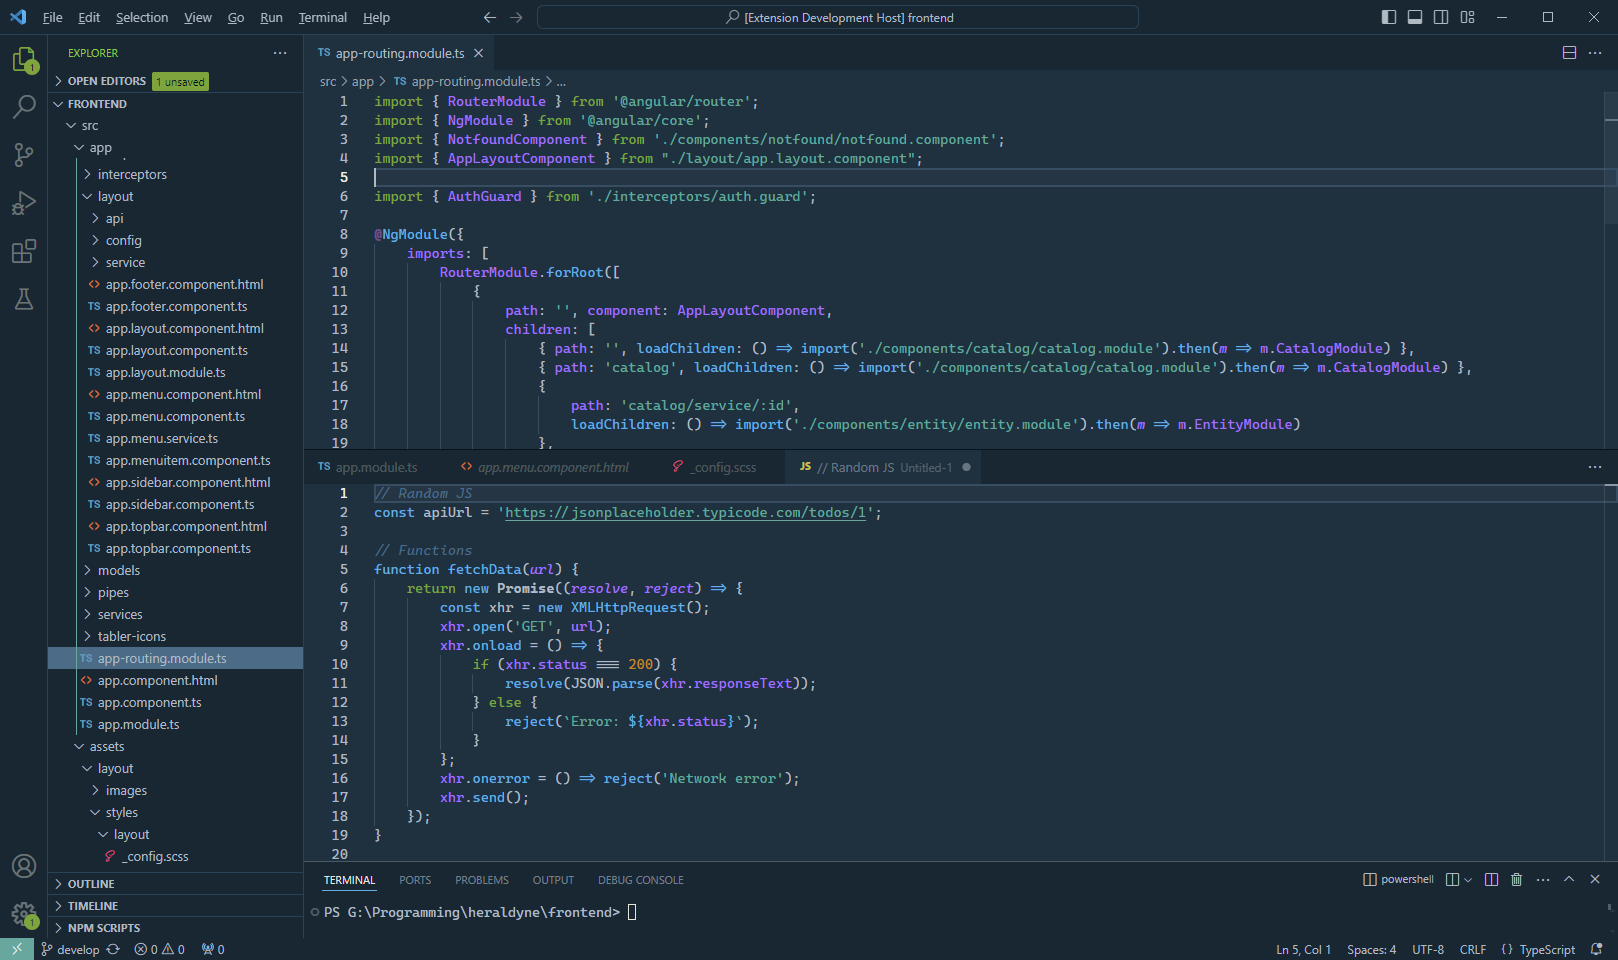 File Edit Selection View Go Run Terminal Help
[Extension Development Host] frontend
EXPLORER
OPEN EDITORS 1 unsaved
FRONTEND
src
app
interceptors
layout
api
config
service
app.footer.component.html
TS app.footer.component.ts
app.layout.component.html
TS app.layout.component.ts
TS app.layout.module.ts
app.menu.component.html
TS app.menu.component.ts
TS app.menu.service.ts
TS app.menuitem.component.ts
app.sidebar.component.html
TS app.sidebar.component.ts
app.topbar.component.html
TS app.topbar.component.ts
models
pipes
services
tabler-icons
TS app-routing.module.ts
app.component.html
TS app.component.ts
TS app.module.ts
assets
layout
images
styles
layout
_config.scss
OUTLINE
TIMELINE
NPM SCRIPTS
1
1
TS app-routing.module.ts
src > app > TS app-routing.module.ts > ...
1 import { RouterModule } from '@angular/router';
2 import { NgModule } from '@angular/core';
3 import { NotfoundComponent } from './components/notfound/notfound.component';
4 import { AppLayoutComponent } from "./layout/app.layout.component";
5
6 import { AuthGuard } from './interceptors/auth.guard';
7
8 @NgModule({
9 imports: [
10 RouterModule.forRoot([
11 {
12 path: '', component: AppLayoutComponent,
13 children: [
14 { path: '', loadChildren: () => import('./components/catalog/catalog.module').then(m => m.CatalogModule) },
15 { path: 'catalog', loadChildren: () => import('./components/catalog/catalog.module').then(m => m.CatalogModule) },
16 {
17 path: 'catalog/service/:id',
18 loadChildren: () => import('./components/entity/entity.module').then(m => m.EntityModule)
19 },
TS app.module.ts app.menu.component.html _config.scss JS // Random JS Untitled-1
1 // Random JS
2 const apiUrl = 'https://jsonplaceholder.typicode.com/todos/1';
3
4 // Functions
5 function fetchData(url) {
6 return new Promise((resolve, reject) => {
7 const xhr = new XMLHttpRequest();
8 xhr.open('GET', url);
9 xhr.onload = () => {
10 if (xhr.status === 200) {
11 resolve(JSON.parse(xhr.responseText));
12 } else {
13 reject(`Error: ${xhr.status}`);
14 }
15 };
16 xhr.onerror = () => reject('Network error');
17 xhr.send();
18 });
19 }
20
TERMINAL PORTS PROBLEMS OUTPUT DEBUG CONSOLE powershell
PS G:\Programming\heraldyne\frontend>
develop 0 0 0 Ln 5, Col 1 Spaces: 4 UTF-8 CRLF {} TypeScript